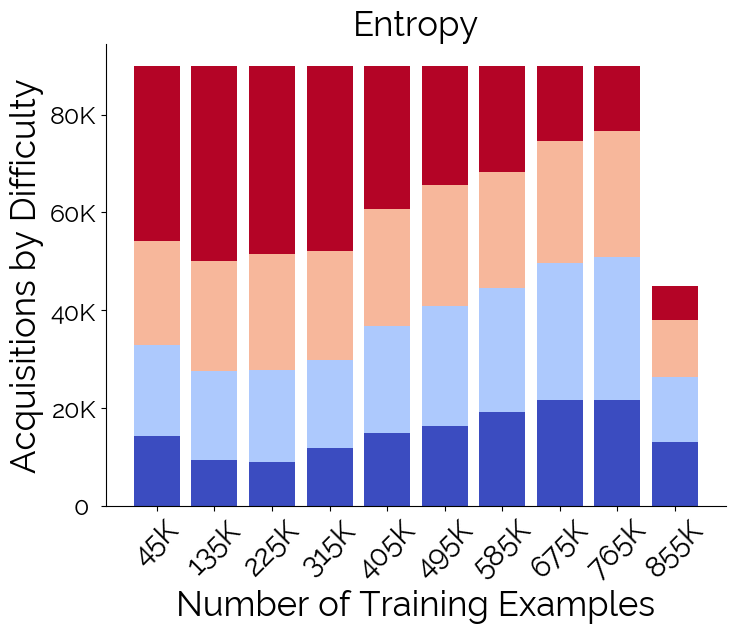 Entropy
Acquisitions by Difficulty
80K
60K
40K
20K
0
45K
135K
225K
315K
405K
495K
585K
675K
765K
855K
Number of Training Examples